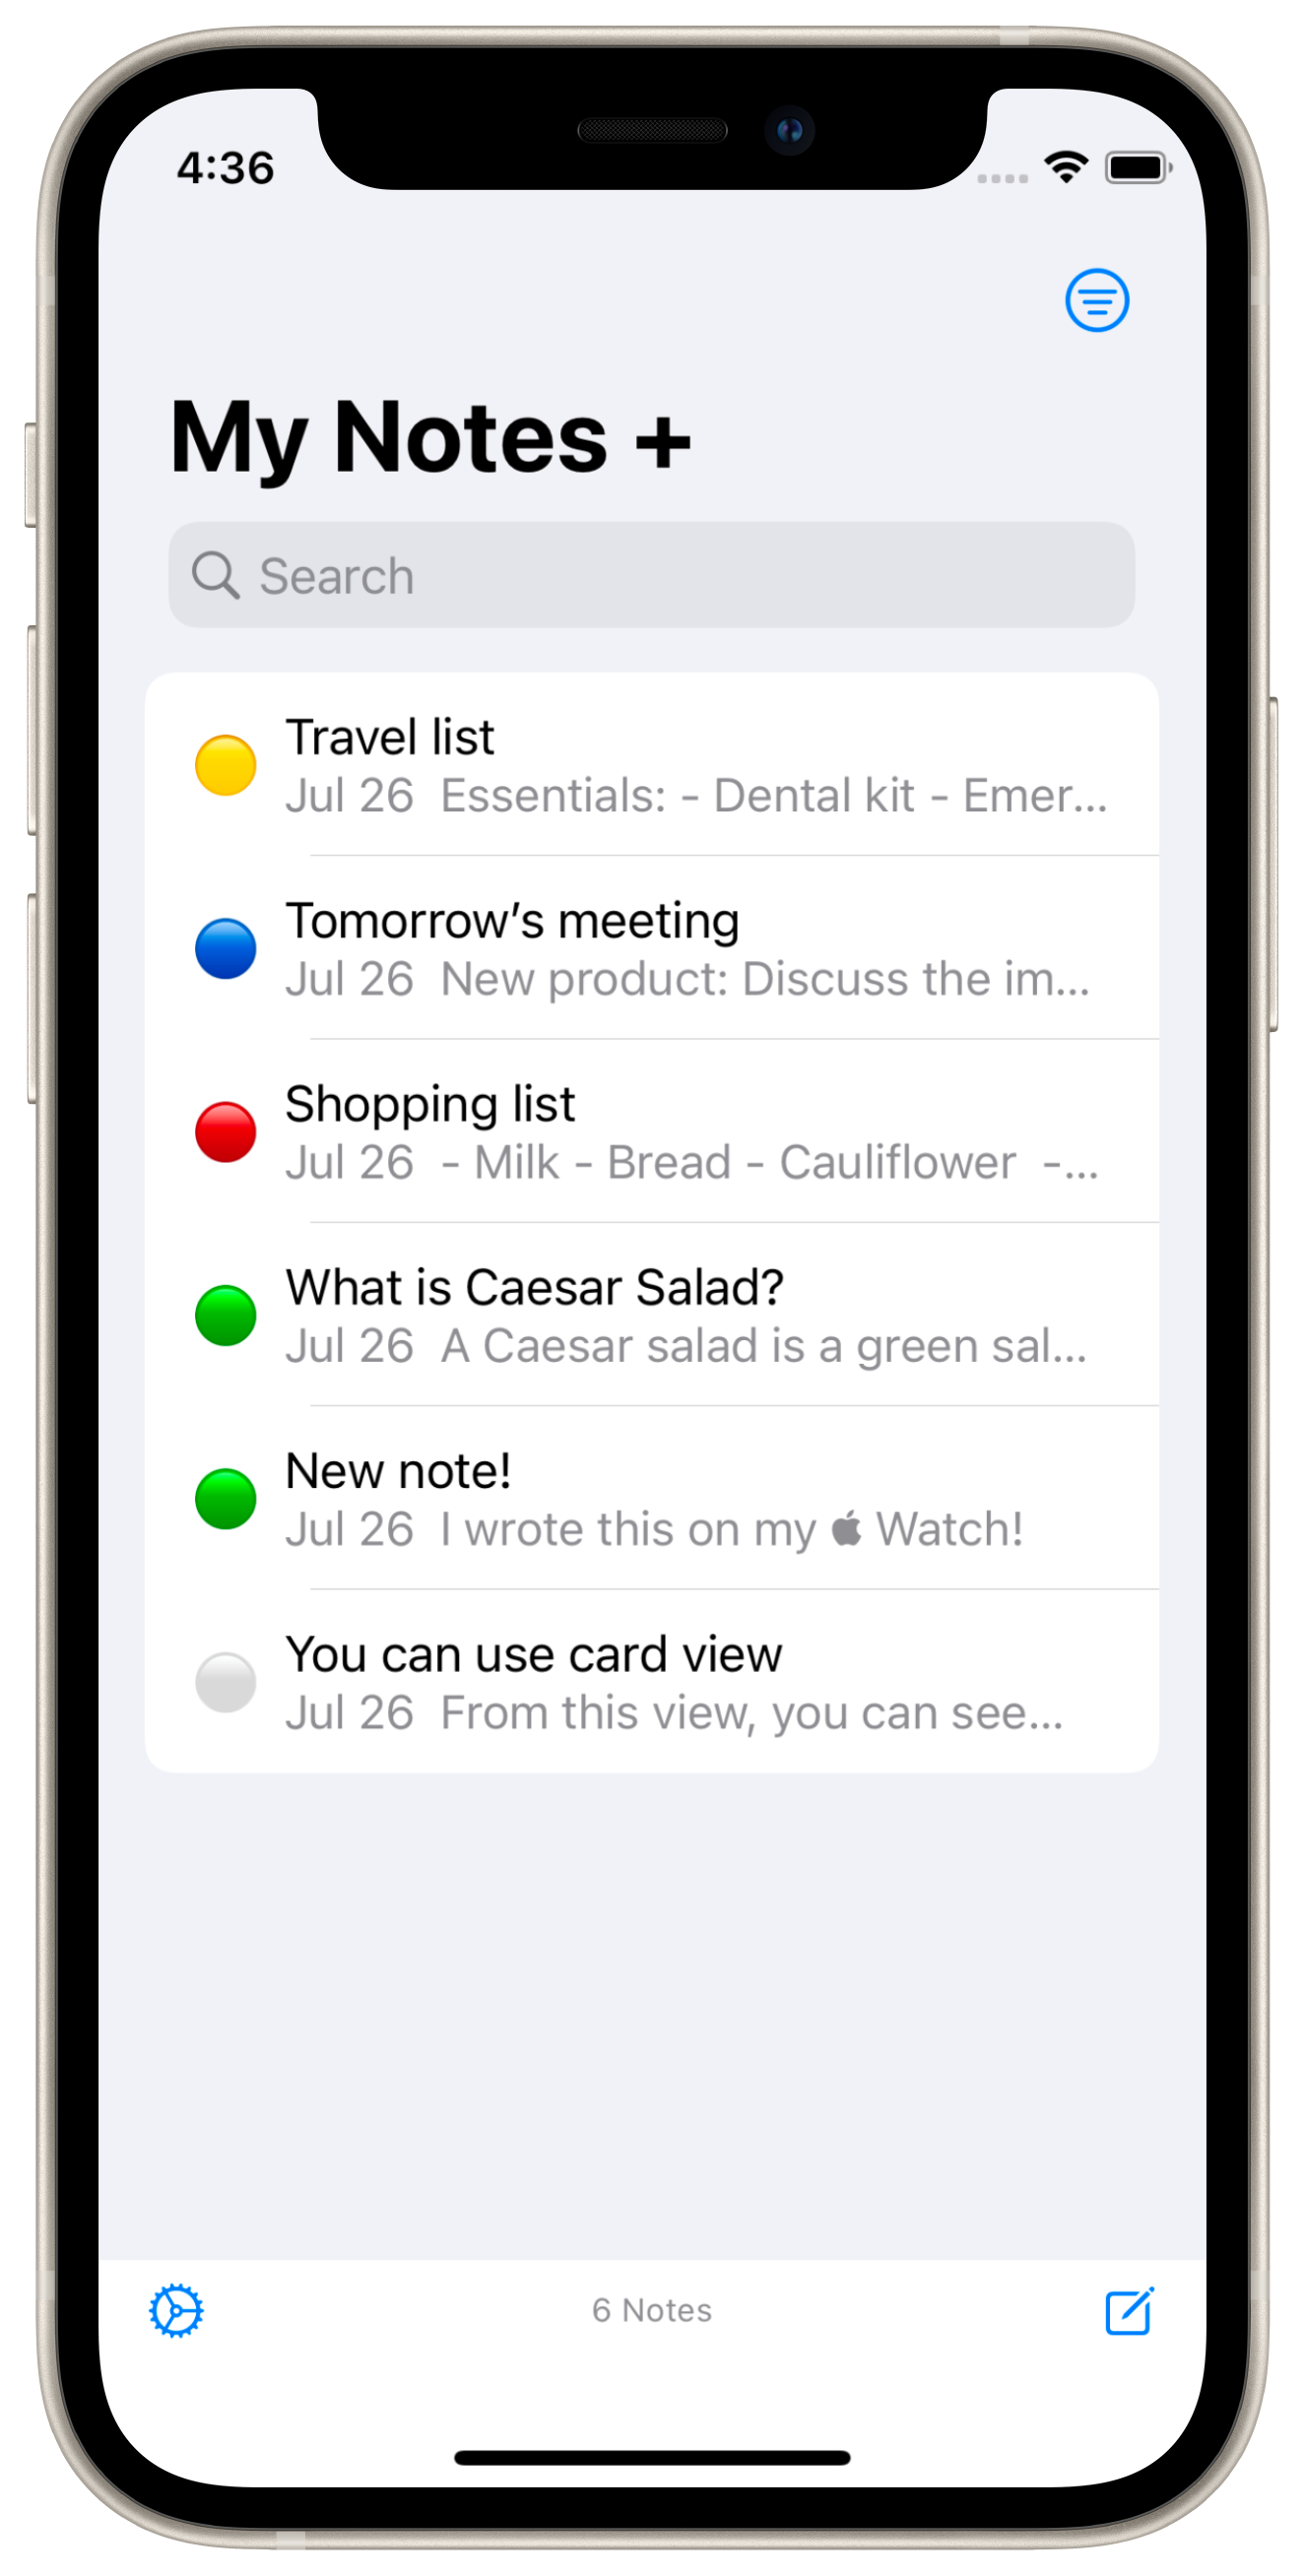 4:36
My Notes +
Search
Travel list
Jul 26  Essentials: - Dental kit - Emer...
Tomorrow’s meeting
Jul 26  New product: Discuss the im...
Shopping list
Jul 26  - Milk - Bread - Cauliflower  -...
What is Caesar Salad?
Jul 26  A Caesar salad is a green sal...
New note!
Jul 26  I wrote this on my  Watch!
You can use card view
Jul 26  From this view, you can see...
6 Notes